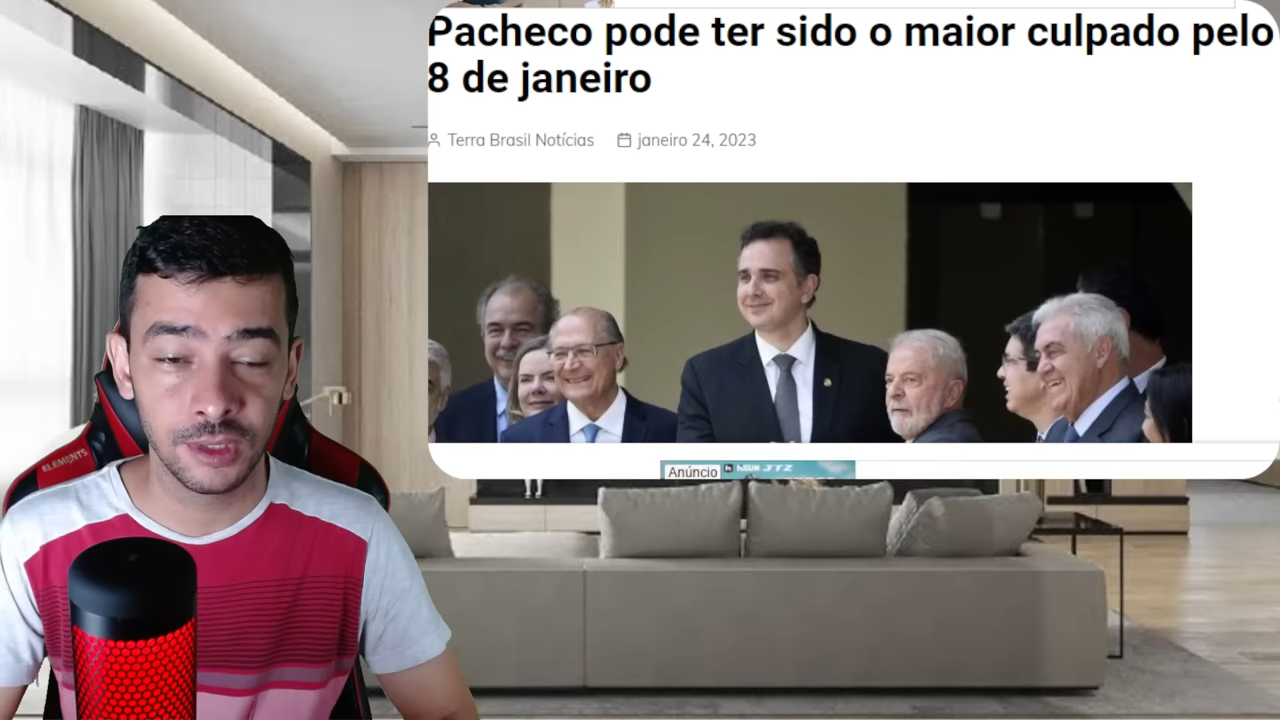 Pacheco pode ter sido o maior culpado pelo
8 de janeiro
Terra Brasil Notícias janeiro 24, 2023
Anúncio
ELEMENTS